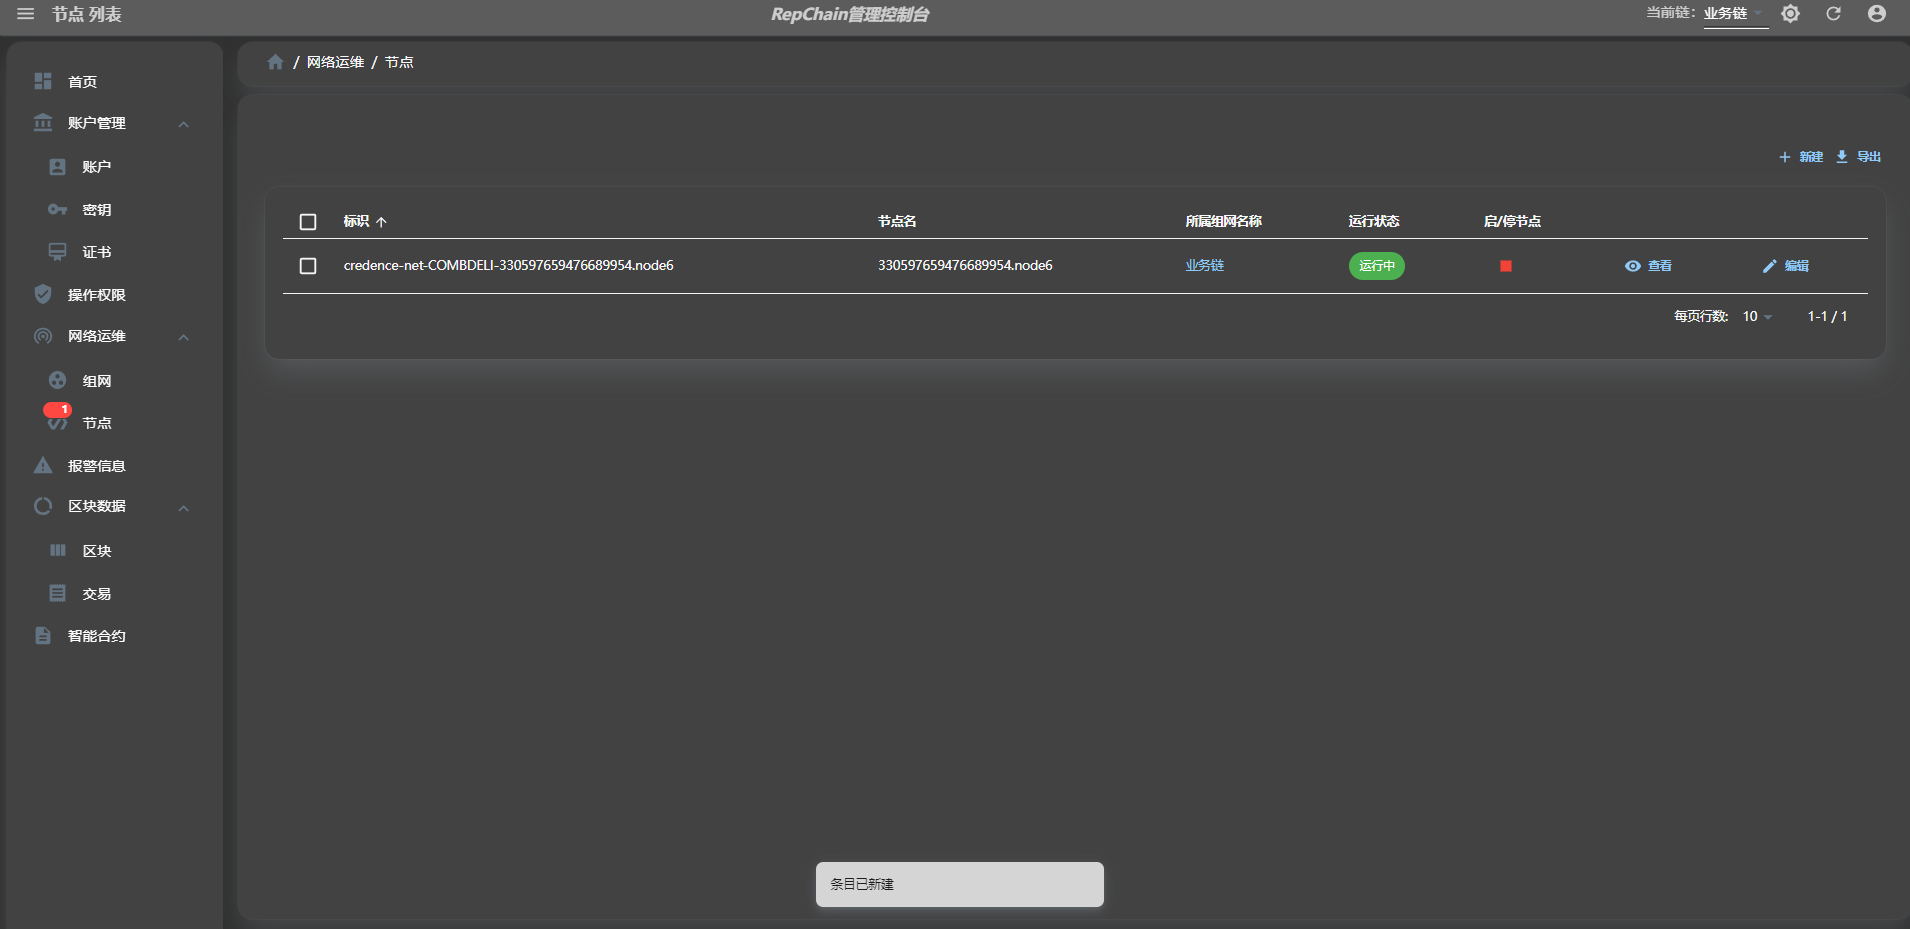 节点 列表
RepChain管理控制台
当前链: 业务链
首页
账户管理
账户
密钥
证书
操作权限
网络运维
组网
1
节点
报警信息
区块数据
区块
交易
智能合约
/ 网络运维 / 节点
新建 导出
标识 节点名 所属组网名称 运行状态 启/停节点
credence-net-COMBDELI-330597659476689954.node6 330597659476689954.node6 业务链 运行中 查看 编辑
每页行数: 10 1-1 / 1
条目已新建